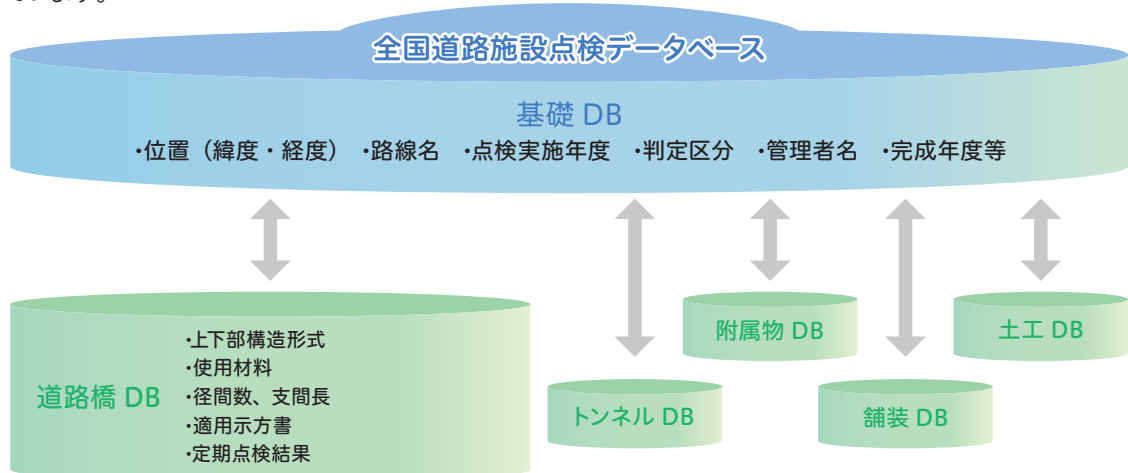 ています。
全国道路施設点検データベース
基礎 DB
・位置（緯度・経度） ・路線名 ・点検実施年度 ・判定区分 ・管理者名 ・完成年度等
道路橋 DB
・上下部構造形式
・使用材料
・径間数、支間長
・適用示方書
・定期点検結果
トンネル DB
附属物 DB
舗装 DB
土工 DB